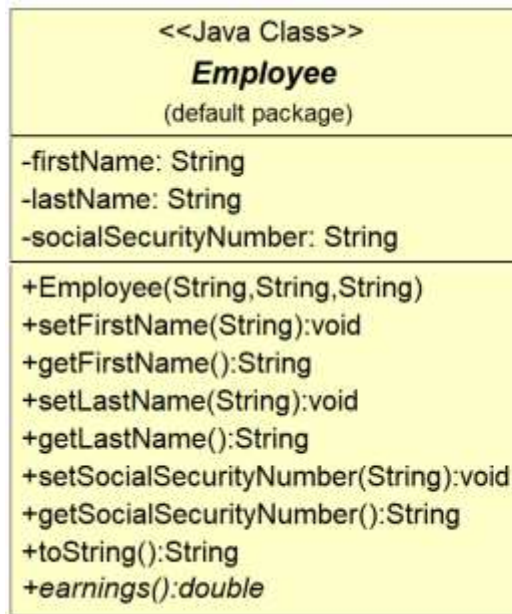 <<Java Class>>
Employee
(default package)
-firstName: String
-lastName: String
-socialSecurityNumber: String
+Employee(String,String,String)
+setFirstName(String):void
+getFirstName():String
+setLastName(String):void
+getLastName():String
+setSocialSecurityNumber(String):void
+getSocialSecurityNumber():String
+toString():String
+earnings():double